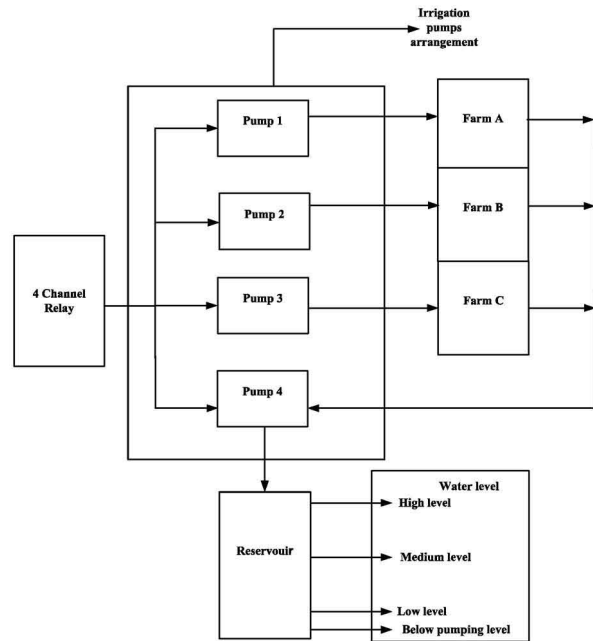 Irrigation
pumps
arrangement
Pump 1
Farm A
Pump 2
Farm B
4 Channel
Relay
Pump 3
Farm C
Pump 4
Water level
High level
Reservouir
Medium level
Low level
Below pumping level